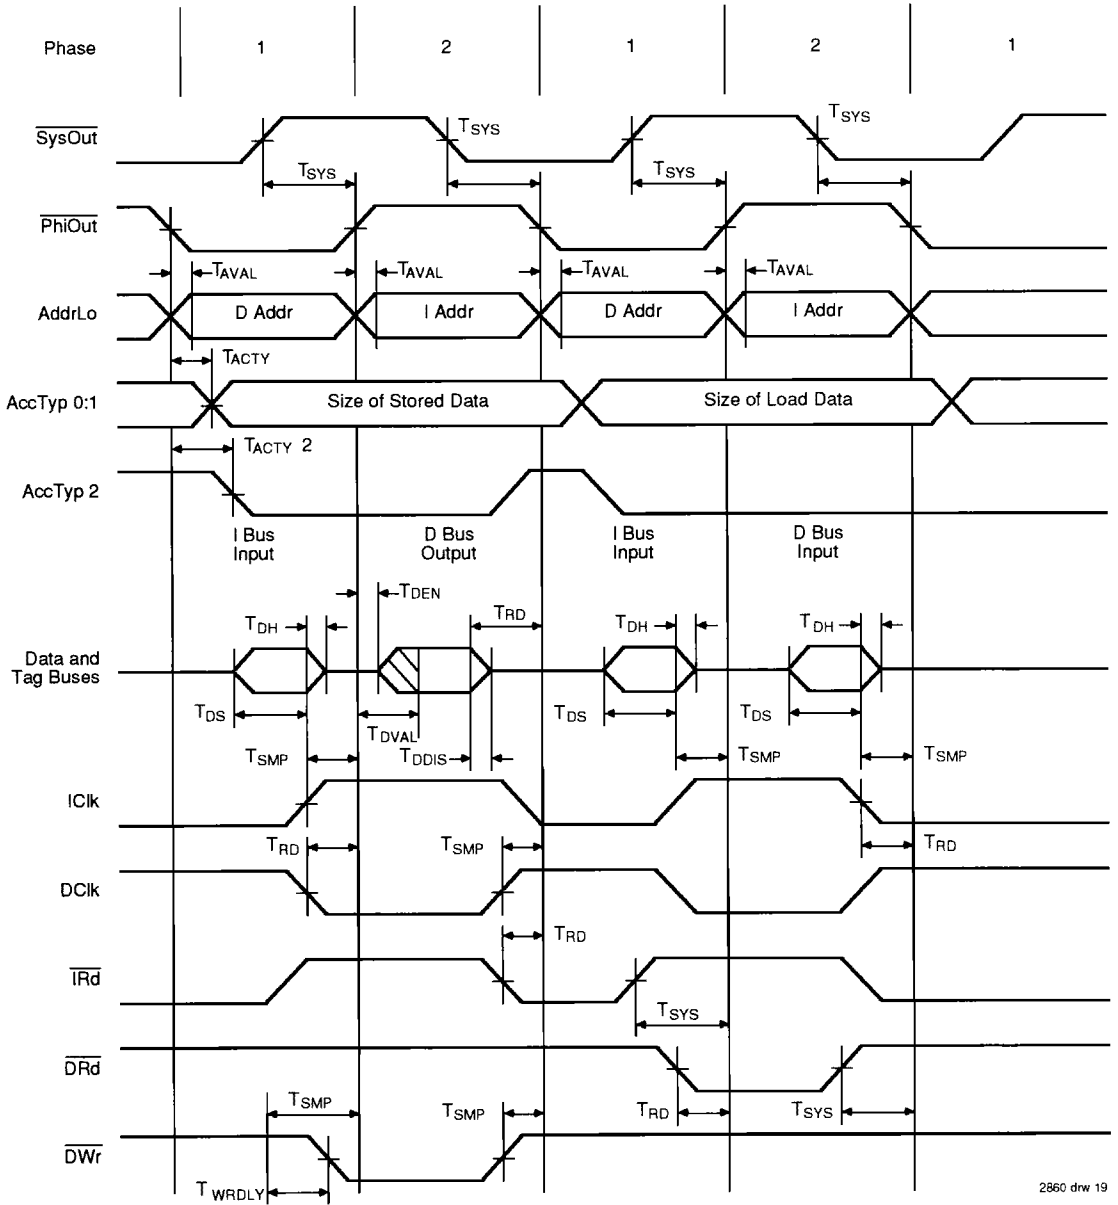 Phase 1 2 1 2 1
SysOut
TSYS TSYS
TSYS TSYS
PhiOut
TAVAL TAVAL TAVAL TAVAL
AddrLo D Addr I Addr D Addr I Addr
TACTY
AccTyp 0:1 Size of Stored Data Size of Load Data
TACTY 2
AccTyp 2
I Bus Input
D Bus Output
I Bus Input
D Bus Input
TDEN
TDH TRD TDH TDH
Data and
Tag Buses
TDS TDVAL TDS TDS
TSMP TDDIS TSMP TSMP
IClk
TRD TSMP TRD
DClk
TRD
IRd
TSYS
DRd
TSMP TSMP TRD TSYS
DWr
T WRDLY
2860 drw 19